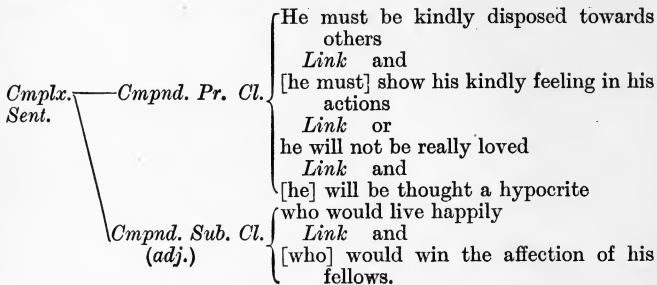 He must be kindly disposed towards
others
Link and
[he must] show his kindly feeling in his
actions
Cmplx. Cmpnd. Pr. Cl.
Sent.
Link or
he will not be really loved
Link and
[he] will be thought a hypocrite
Cmpnd. Sub. Cl. who would live happily
(adj.) Link and
[who] would win the affection of his
fellows.